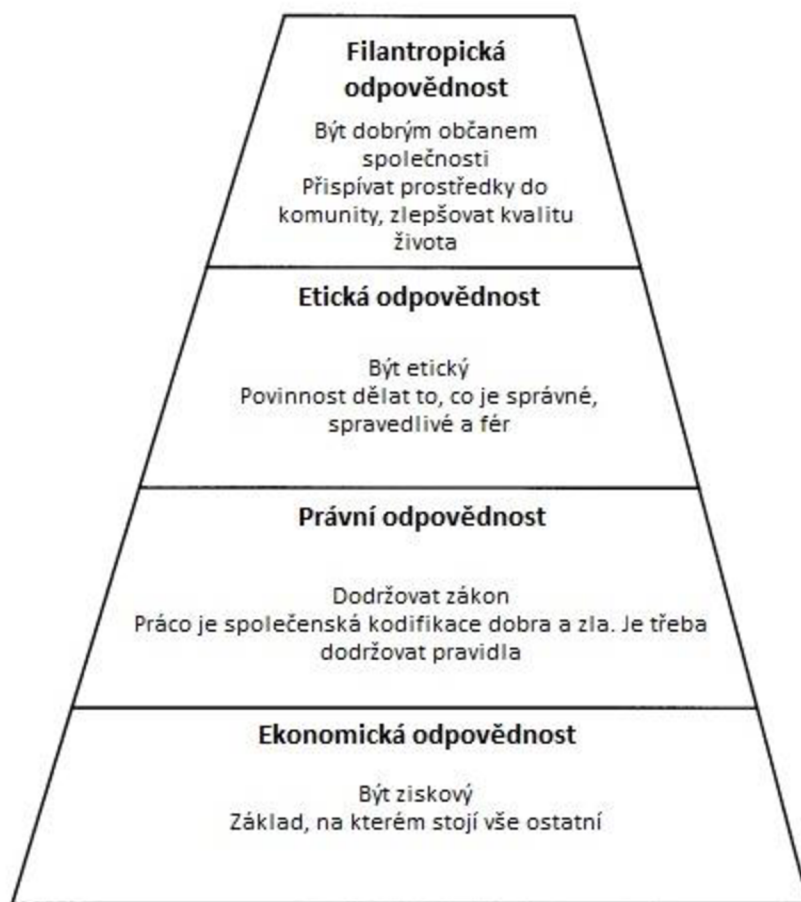 Filantropická
odpovědnost
Být dobrým občanem
společnosti
Přispívat prostředky do
komunity, zlepšovat kvalitu
života
Etická odpovědnost
Být etický
Povinnost dělat to, co je správné,
spravedlivé a fér
Právní odpovědnost
Dodržovat zákon
Práco je společenská kodifikace dobra a zla. Je třeba
dodržovat pravidla
Ekonomická odpovědnost
Být ziskový
Základ, na kterém stojí vše ostatní